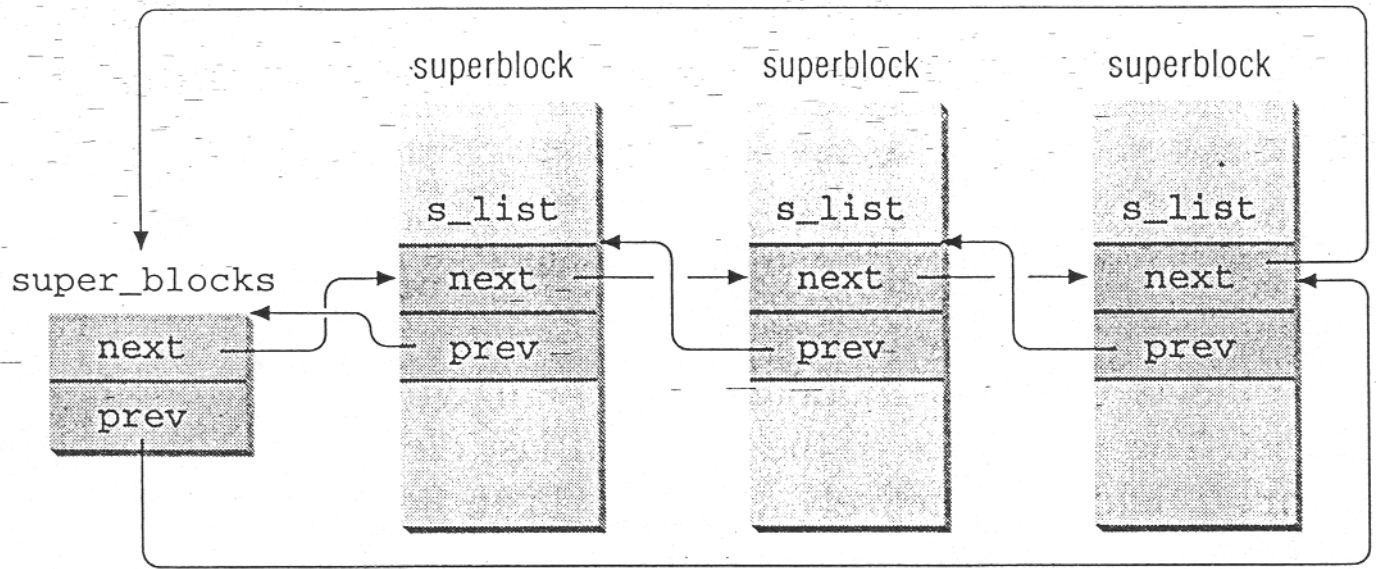 superblock superblock superblock
s_list s_list s_list
super_blocks next next next
next prev prev prev
prev